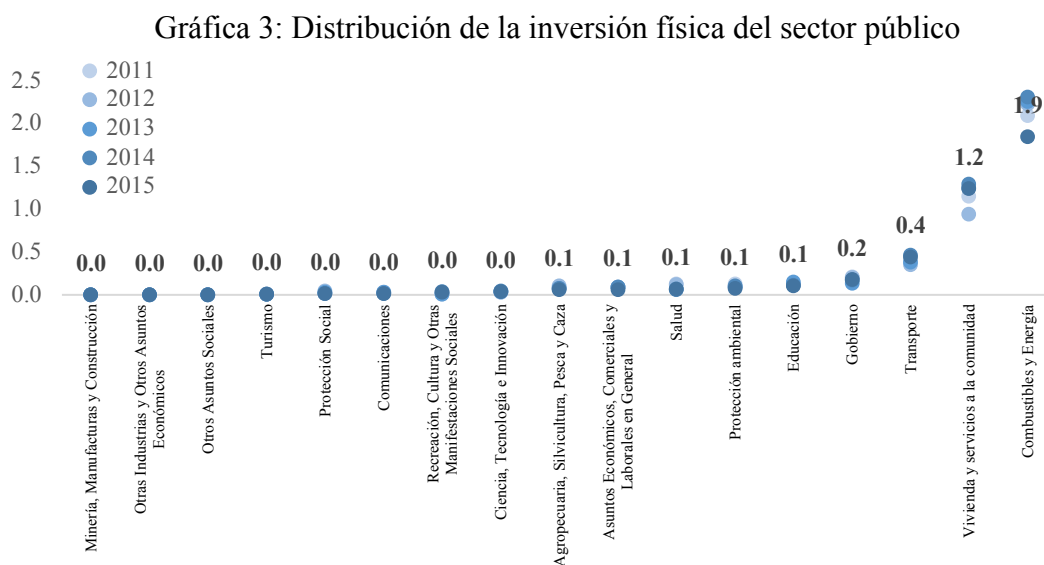 Gráfica 3: Distribución de la inversión física del sector público
2011
2012
2013
2014
2015
2.5
2.0
1.5
1.0
0.5
0.0
0.0
0.0
0.0
0.0
0.0
0.0
0.0
0.0
0.1
0.1
0.1
0.1
0.1
0.2
0.4
1.2
1.9
Minería, Manufacturas y Construcción
Otras Industrias y Otros Asuntos
Económicos
Otros Asuntos Sociales
Turismo
Protección Social
Comunicaciones
Recreación, Cultura y Otras
Manifestaciones Sociales
Ciencia, Tecnología e Innovación
Agropecuaria, Silvicultura, Pesca y Caza
Asuntos Económicos, Comerciales y
Laborales en General
Salud
Protección ambiental
Educación
Gobierno
Transporte
Vivienda y servicios a la comunidad
Combustibles y Energía